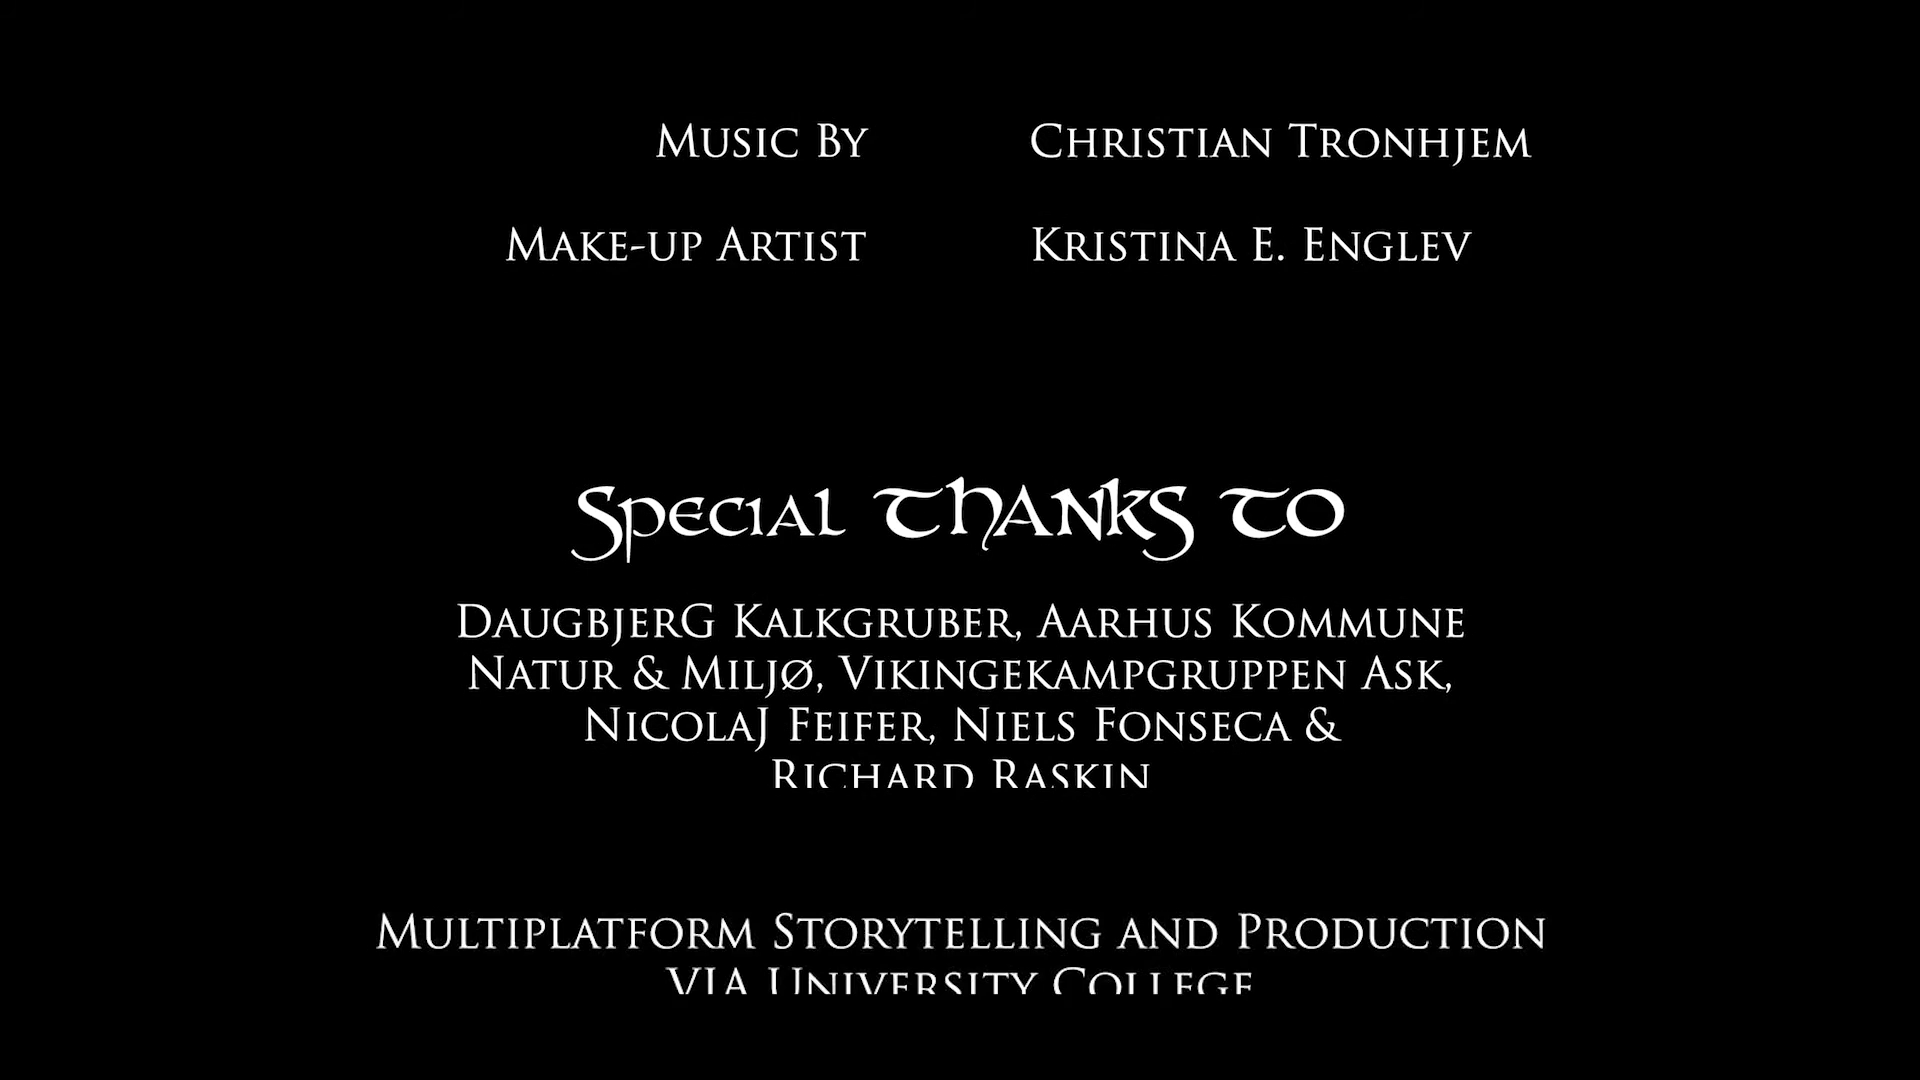 Music By Christian Tronhjem
Make-up Artist Kristina E. Englev
Special Thanks to
DaugbjerG Kalkgruber, Aarhus Kommune
Natur & Miljø, Vikingekampgruppen Ask,
NicolaJ Feifer, Niels Fonseca &
Richard Raskin
Multiplatform Storytelling and Production
VIA University College